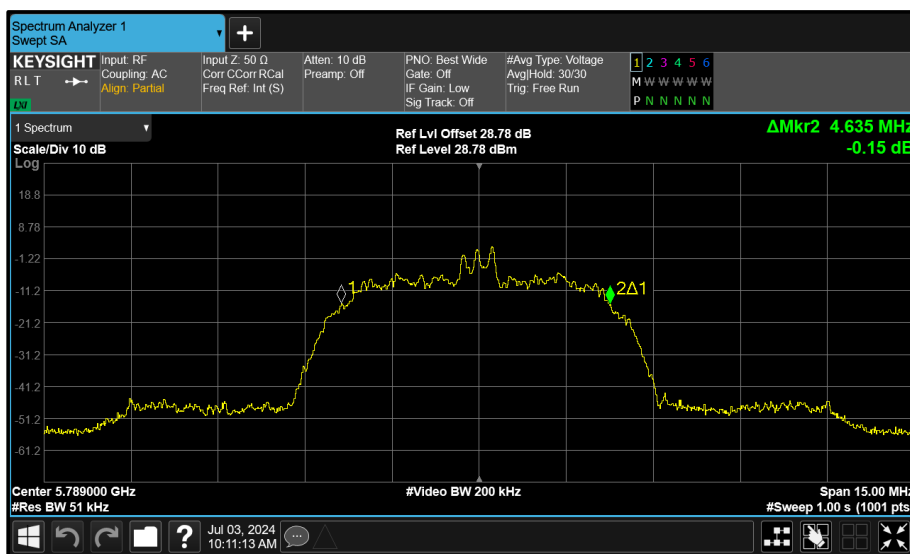 Spectrum Analyzer 1
Swept SA
+
KEYSIGHT
R L T
LXI
Input: RF
Coupling: AC
Align: Partial
Input Z: 50 Ω
Corr CCorr RCal
Freq Ref: Int (S)
Atten: 10 dB
Preamp: Off
PNO: Best Wide
Gate: Off
IF Gain: Low
Sig Track: Off
#Avg Type: Voltage
Avg|Hold: 30/30
Trig: Free Run
1 2 3 4 5 6
M W W W W W
P N N N N N
1 Spectrum
Scale/Div 10 dB
Log
Ref Lvl Offset 28.78 dB
Ref Level 28.78 dBm
ΔMkr2 4.635 MHz
-0.15 dB
18.8
8.78
-1.22
-11.2
-21.2
-31.2
-41.2
-51.2
-61.2
1
2Δ1
Center 5.789000 GHz
#Res BW 51 kHz
#Video BW 200 kHz
Span 15.00 MHz
#Sweep 1.00 s (1001 pts
?
Jul 03, 2024
10:11:13 AM